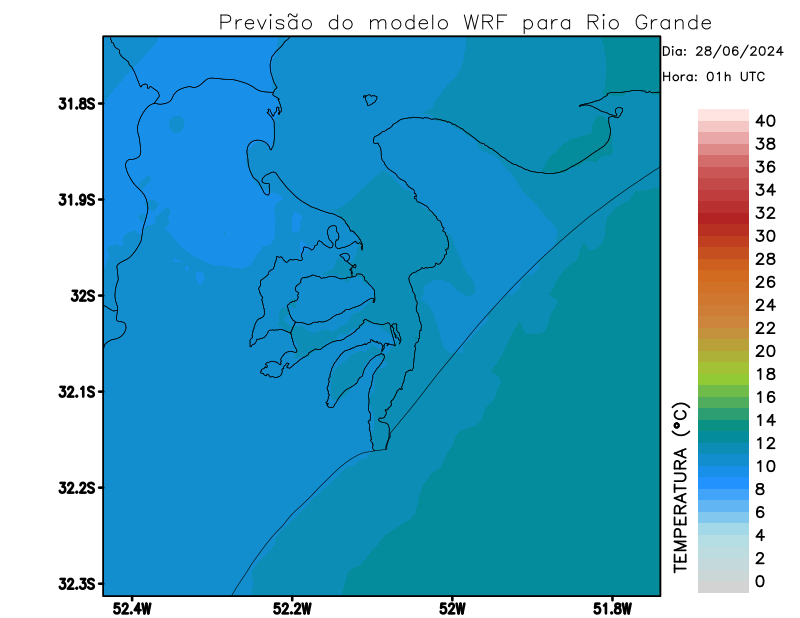 Previsão do modelo WRF para Rio Grande
Dia: 28/06/2024
Hora: 01h UTC
31.8S
31.9S
32S
32.1S
32.2S
32.3S
52.4W
52.2W
52W
51.8W
TEMPERATURA (°C)
40
38
36
34
32
30
28
26
24
22
20
18
16
14
12
10
8
6
4
2
0